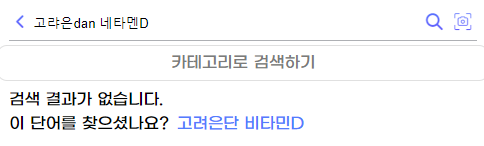 고랴은dan 네타멘D
카테고리로 검색하기
검색 결과가 없습니다.
이 단어를 찾으셨나요? 고려은단 비타민D